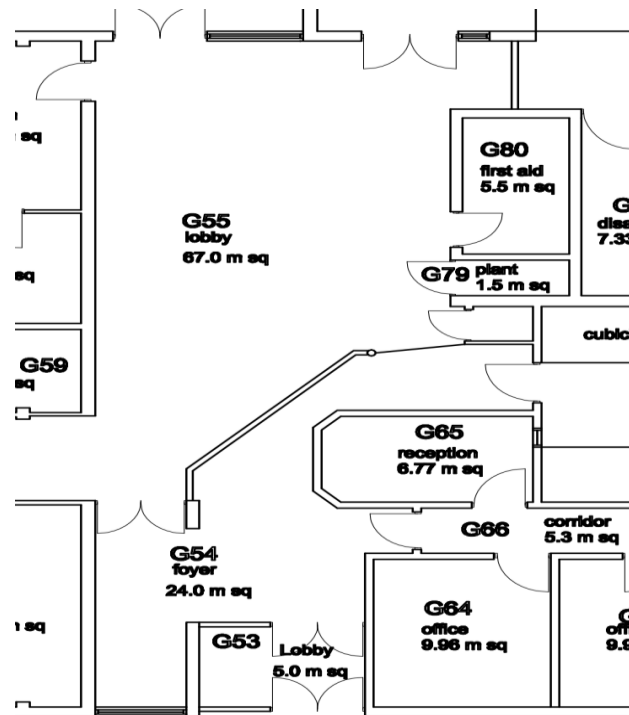 sq
G80
first aid
5.5 m sq
G55
lobby
67.0 m sq
7.33
G79
plant
1.5 m sq
sq
G59
sq
G65
reception
6.77 m sq
G66
corridor
5.3 m sq
G54
foyer
24.0 m sq
G64
office
9.96 m sq
sq
G53
Lobby
5.0 m sq